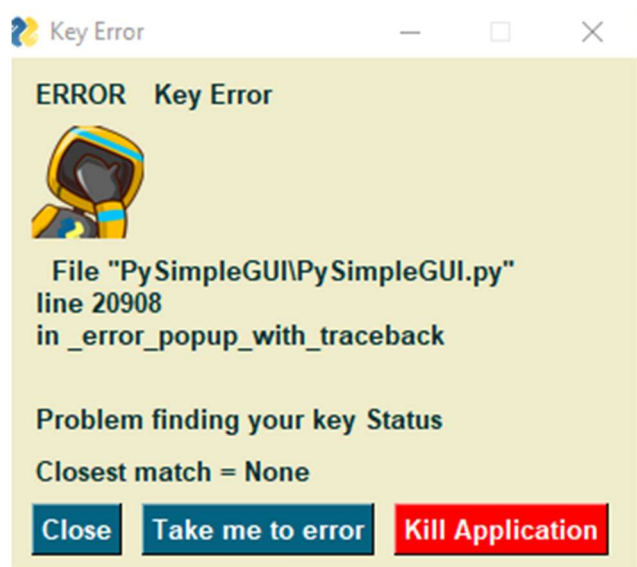 Key Error
ERROR Key Error
File "PySimpleGUI\PySimpleGUI.py"
line 20908
in _error_popup_with_traceback
Problem finding your key Status
Closest match = None
Close Take me to error Kill Application